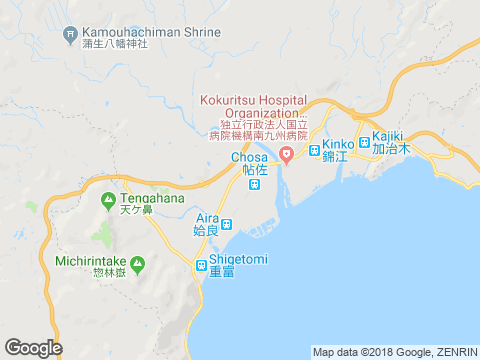 Kamouhachiman Shrine
蒲生八幡神社
Kokuritsu Hospital
Organization...
独立行政法人国立
病院機構南九州病院
Kajiki
加治木
Kinko
錦江
Chosa
帖佐
Tengahana
天ケ鼻
Aira
姶良
Michirintake
惣林嶽
Shigetomi
重富
Google
Map data ©2018 Google, ZENRIN